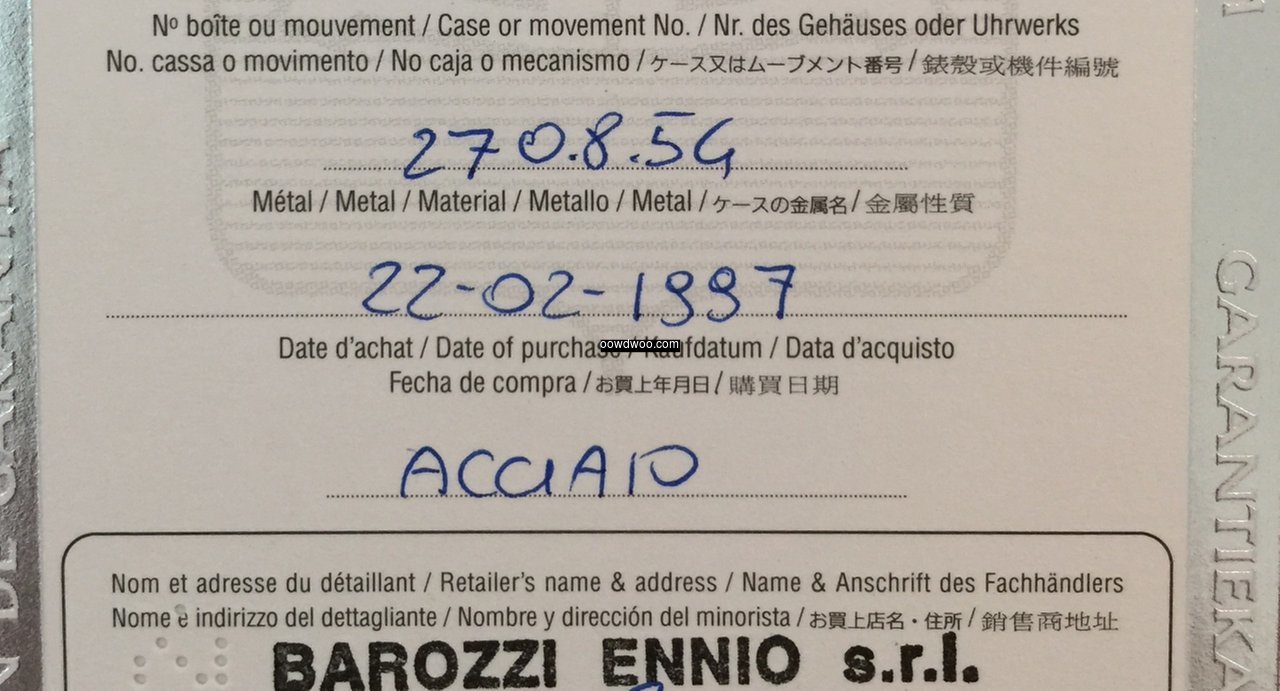 Nº boîte ou mouvement / Case or movement No. / Nr. des Gehäuses oder Uhrwerks
No. cassa o movimento / No caja o mecanismo / ケース又はムーブメント番号 / 錶殼或機件編號
270.8.54
Métal / Metal / Material / Metallo / Metal / ケースの金属名 / 金屬性質
22-02-1997
Date d'achat / Date of purchase / Kaufdatum / Data d'acquisto
oowdwoo.com
Fecha de compra / お買上年月日 / 購買日期
ACCIAIO
Nom et adresse du détaillant / Retailer's name & address / Name & Anschrift des Fachhändlers
Nome e indirizzo del dettagliante / Nombre y dirección del minorista / お買上店名・住所 / 銷售商地址
BAROZZI ENNIO s.r.l.
GARANTIEKA